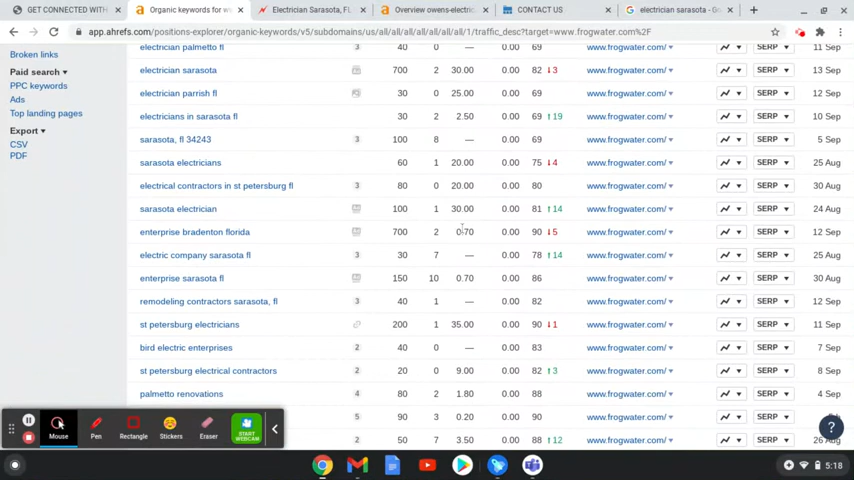 GET CONNECTED WITH × Organic keywords for w × Electrician Sarasota, FL × Overview owens-electric × CONTACT US × electrician sarasota - Go ×
app.ahrefs.com/positions-explorer/organic-keywords/v5/subdomains/us/all/all/all/all/all/all/1/traffic_desc?target=www.frogwater.com%2F
Broken links
Paid search
PPC keywords
Ads
Top landing pages
Export
CSV
PDF
electrician palmetto fl 3 40 0 — 0.00 69 www.frogwater.com/ SERP 11 Sep
electrician sarasota 700 2 30.00 0.00 82 ↓3 www.frogwater.com/ SERP 13 Sep
electrician parrish fl 30 0 25.00 0.00 69 www.frogwater.com/ SERP 12 Sep
electricians in sarasota fl 30 2 2.50 0.00 69 ↑19 www.frogwater.com/ SERP 10 Sep
sarasota, fl 34243 3 100 8 — 0.00 69 www.frogwater.com/ SERP 5 Sep
sarasota electricians 60 1 20.00 0.00 75 ↓4 www.frogwater.com/ SERP 25 Aug
electrical contractors in st petersburg fl 3 80 0 20.00 0.00 80 www.frogwater.com/ SERP 30 Aug
sarasota electrician 100 1 30.00 0.00 81 ↑14 www.frogwater.com/ SERP 24 Aug
enterprise bradenton florida 700 2 0.70 0.00 90 ↓5 www.frogwater.com/ SERP 12 Sep
electric company sarasota fl 3 30 7 — 0.00 78 ↑14 www.frogwater.com/ SERP 25 Aug
enterprise sarasota fl 150 10 0.70 0.00 86 www.frogwater.com/ SERP 30 Aug
remodeling contractors sarasota, fl 3 40 1 — 0.00 82 www.frogwater.com/ SERP 12 Sep
st petersburg electricians 200 1 35.00 0.00 90 ↓1 www.frogwater.com/ SERP 11 Sep
bird electric enterprises 2 40 0 — 0.00 83 www.frogwater.com/ SERP 7 Sep
st petersburg electrical contractors 2 20 0 9.00 0.00 82 ↑3 www.frogwater.com/ SERP 8 Sep
palmetto renovations 4 80 2 1.80 0.00 88 www.frogwater.com/ SERP 4 Sep
5 90 3 0.20 0.00 90 www.frogwater.com/ SERP
2 50 7 3.50 0.00 88 ↑12 www.frogwater.com/ SERP 26 Aug
Mouse Pen Rectangle Stickers Eraser START WEBCAM
?
5:18